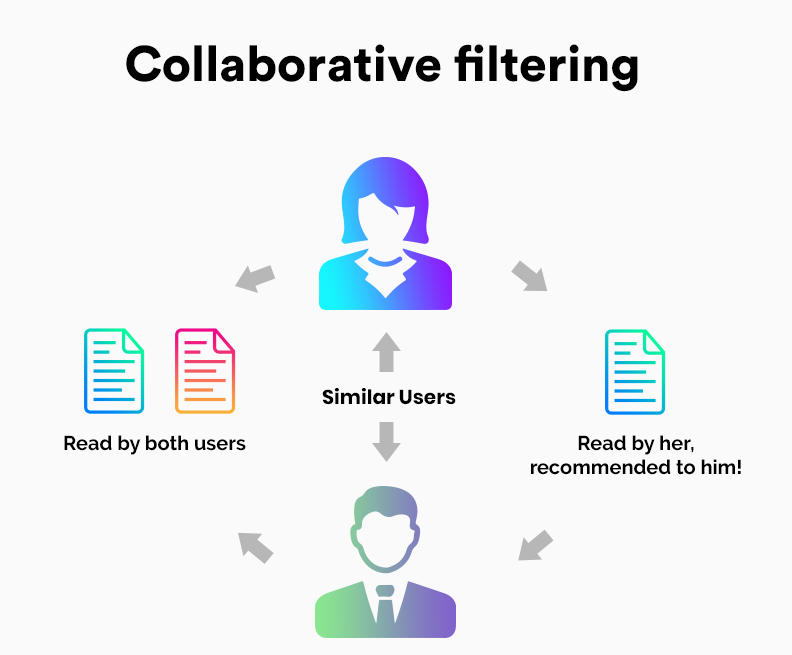 Collaborative filtering
Similar Users
Read by both users
Read by her,
recommended to him!